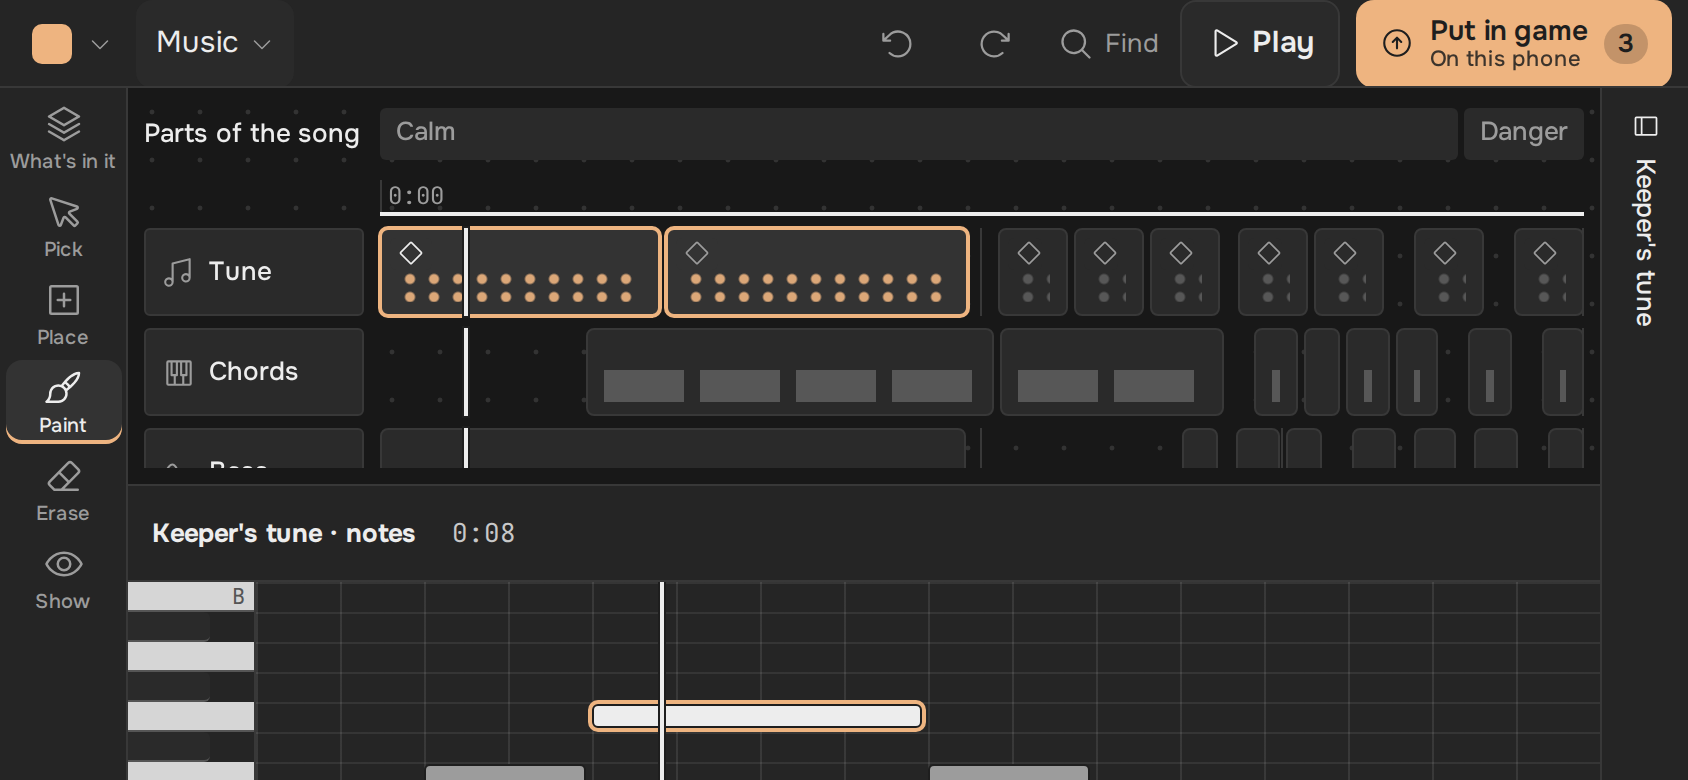 Music
Find
Play
Put in game
On this phone
3
What's in it
Pick
Place
Paint
Erase
Show
Parts of the song
Calm
Danger
0:00
Tune
Chords
Keeper's tune
Keeper's tune · notes
0:08
B